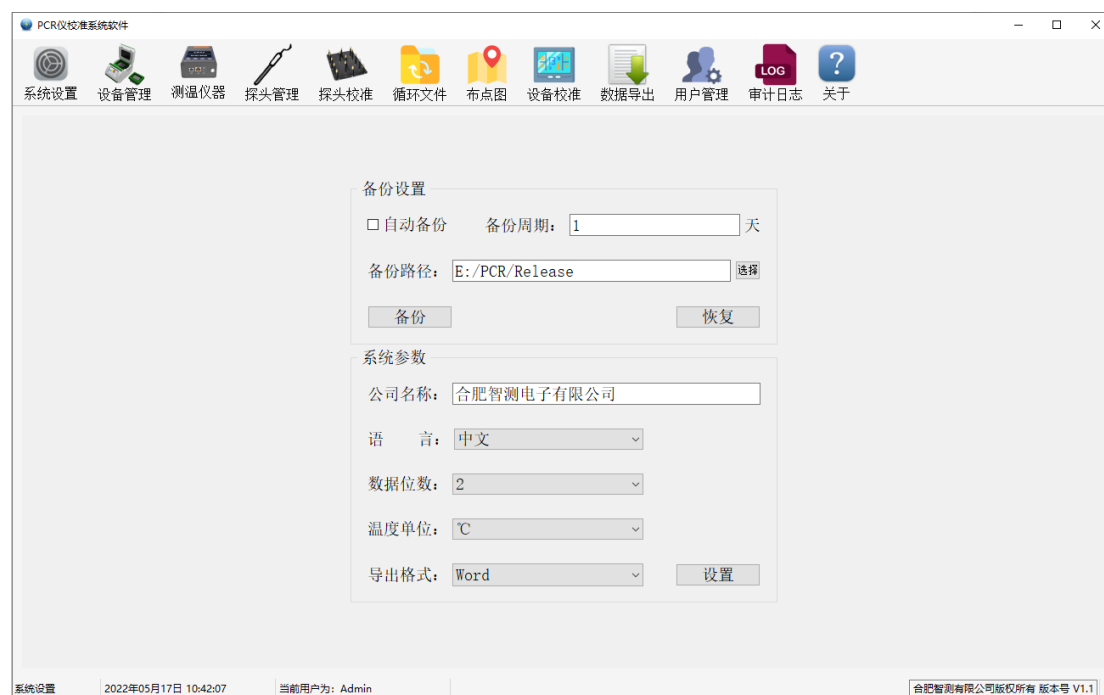 PCR仪校准系统软件
系统设置 设备管理 测温仪器 探头管理 探头校准 循环文件 布点图 设备校准 数据导出 用户管理 LOG 审计日志 ? 关于
备份设置
自动备份 备份周期: 1 天
备份路径: E:/PCR/Release 选择
备份 恢复
系统参数
公司名称: 合肥智测电子有限公司
语 言: 中文
数据位数: 2
温度单位: ℃
导出格式: Word 设置
系统设置 2022年05月17日 10:42:07 当前用户为: Admin 合肥智测有限公司版权所有 版本号 V1.1